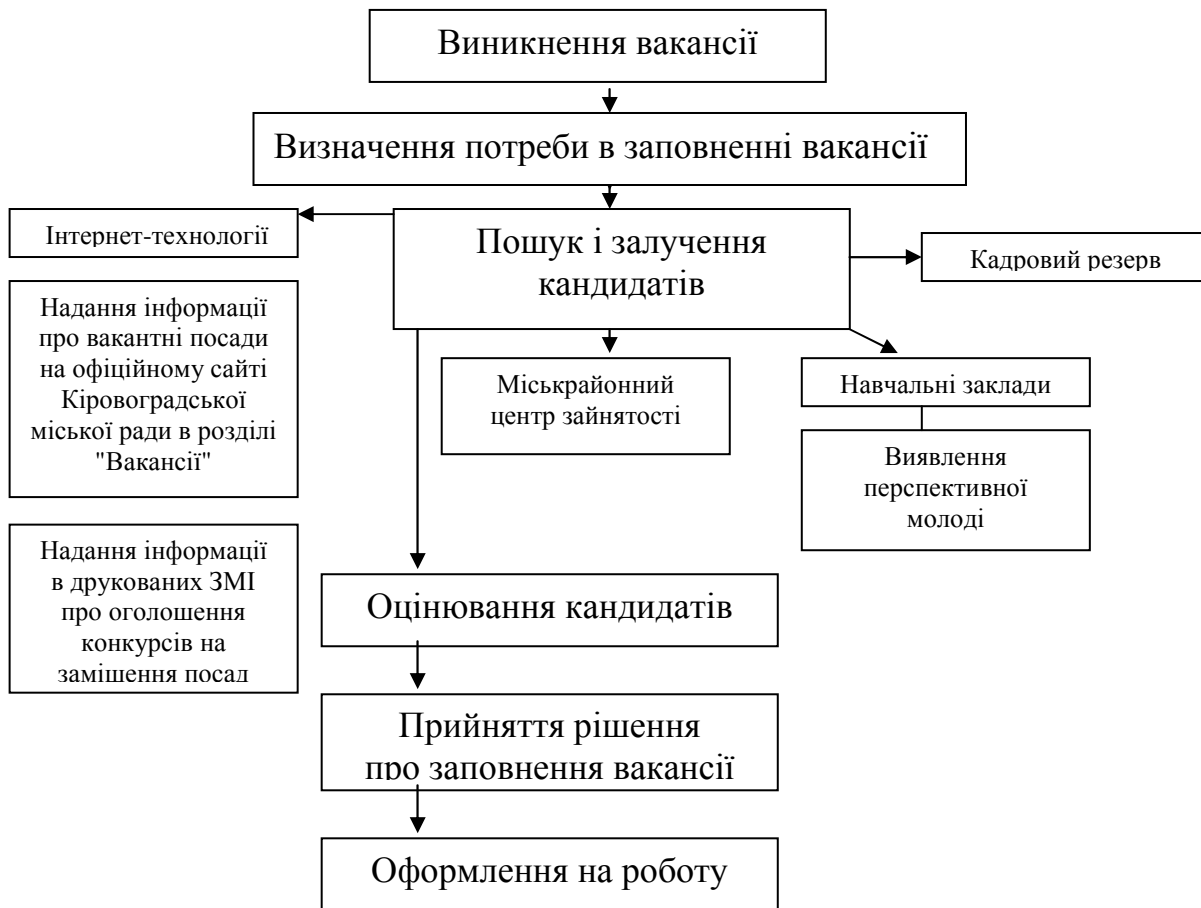 Виникнення вакансії
Визначення потреби в заповненні вакансії
Інтернет-технології
Пошук і залучення
кандидатів
Кадровий резерв
Надання інформації
про вакантні посади
на офіційному сайті
Кіровоградської
міської ради в розділі
"Вакансії"
Міськрайонний
центр зайнятості
Навчальні заклади
Виявлення
перспективної
молоді
Надання інформації
в друкованих ЗМІ
про оголошення
конкурсів на
заміщення посад
Оцінювання кандидатів
Прийняття рішення
про заповнення вакансії
Оформлення на роботу